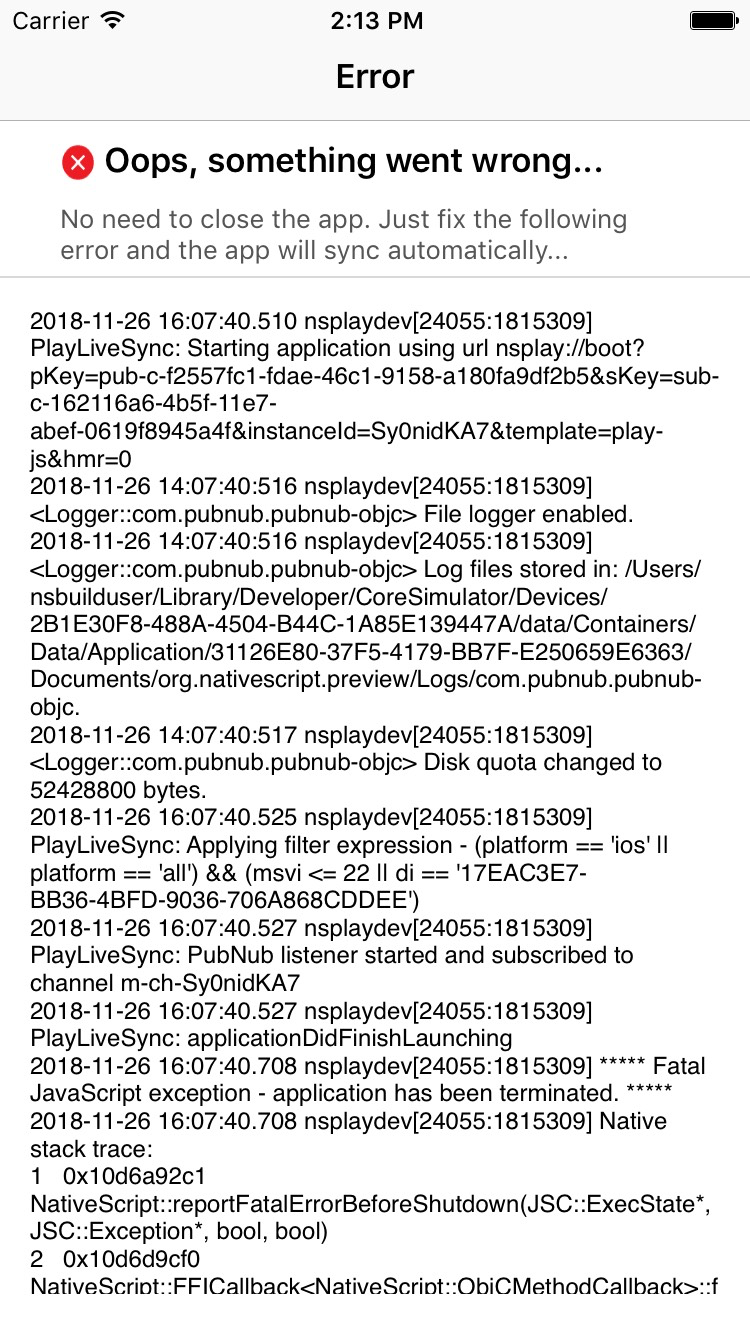 Carrier 2:13 PM
Error
Oops, something went wrong...
No need to close the app. Just fix the following
error and the app will sync automatically...
2018-11-26 16:07:40.510 nsplaydev[24055:1815309]
PlayLiveSync: Starting application using url nsplay://boot?
pKey=pub-c-f2557fc1-fdae-46c1-9158-a180fa9df2b5&sKey=sub-
c-162116a6-4b5f-11e7-
abef-0619f8945a4f&instanceId=Sy0nidKA7&template=play-
js&hmr=0
2018-11-26 14:07:40:516 nsplaydev[24055:1815309]
<Logger::com.pubnub.pubnub-objc> File logger enabled.
2018-11-26 14:07:40:516 nsplaydev[24055:1815309]
<Logger::com.pubnub.pubnub-objc> Log files stored in: /Users/
nsbuilduser/Library/Developer/CoreSimulator/Devices/
2B1E30F8-488A-4504-B44C-1A85E139447A/data/Containers/
Data/Application/31126E80-37F5-4179-BB7F-E250659E6363/
Documents/org.nativescript.preview/Logs/com.pubnub.pubnub-
objc.
2018-11-26 14:07:40:517 nsplaydev[24055:1815309]
<Logger::com.pubnub.pubnub-objc> Disk quota changed to
52428800 bytes.
2018-11-26 16:07:40.525 nsplaydev[24055:1815309]
PlayLiveSync: Applying filter expression - (platform == 'ios' ||
platform == 'all') && (msvi <= 22 || di == '17EAC3E7-
BB36-4BFD-9036-706A868CDDEE')
2018-11-26 16:07:40.527 nsplaydev[24055:1815309]
PlayLiveSync: PubNub listener started and subscribed to
channel m-ch-Sy0nidKA7
2018-11-26 16:07:40.527 nsplaydev[24055:1815309]
PlayLiveSync: applicationDidFinishLaunching
2018-11-26 16:07:40.708 nsplaydev[24055:1815309] ***** Fatal
JavaScript exception - application has been terminated. *****
2018-11-26 16:07:40.708 nsplaydev[24055:1815309] Native
stack trace:
1 0x10d6a92c1
NativeScript::reportFatalErrorBeforeShutdown(JSC::ExecState*,
JSC::Exception*, bool, bool)
2 0x10d6d9cf0
NativeScript::FFICallback<NativeScript::ObjCMethodCallback>::f